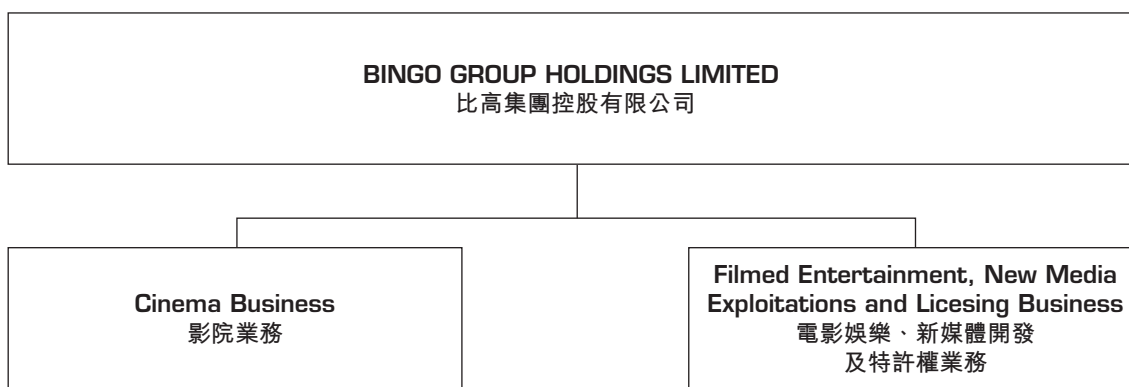 BINGO GROUP HOLDINGS LIMITED
比高集團控股有限公司
Cinema Business
影院業務
Filmed Entertainment, New Media
Exploitations and Licesing Business
電影娛樂、新媒體開發
及特許權業務